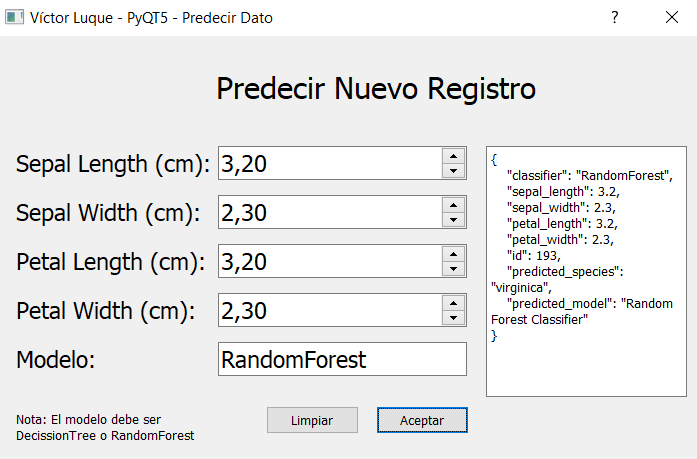 Víctor Luque - PyQT5 - Predecir Dato
?
Predecir Nuevo Registro
Sepal Length (cm): 3,20
Sepal Width (cm): 2,30
Petal Length (cm): 3,20
Petal Width (cm): 2,30
Modelo: RandomForest
{
"classifier": "RandomForest",
"sepal_length": 3.2,
"sepal_width": 2.3,
"petal_length": 3.2,
"petal_width": 2.3,
"id": 193,
"predicted_species":
"virginica",
"predicted_model": "Random
Forest Classifier"
}
Nota: El modelo debe ser
DecissionTree o RandomForest
Limpiar
Aceptar